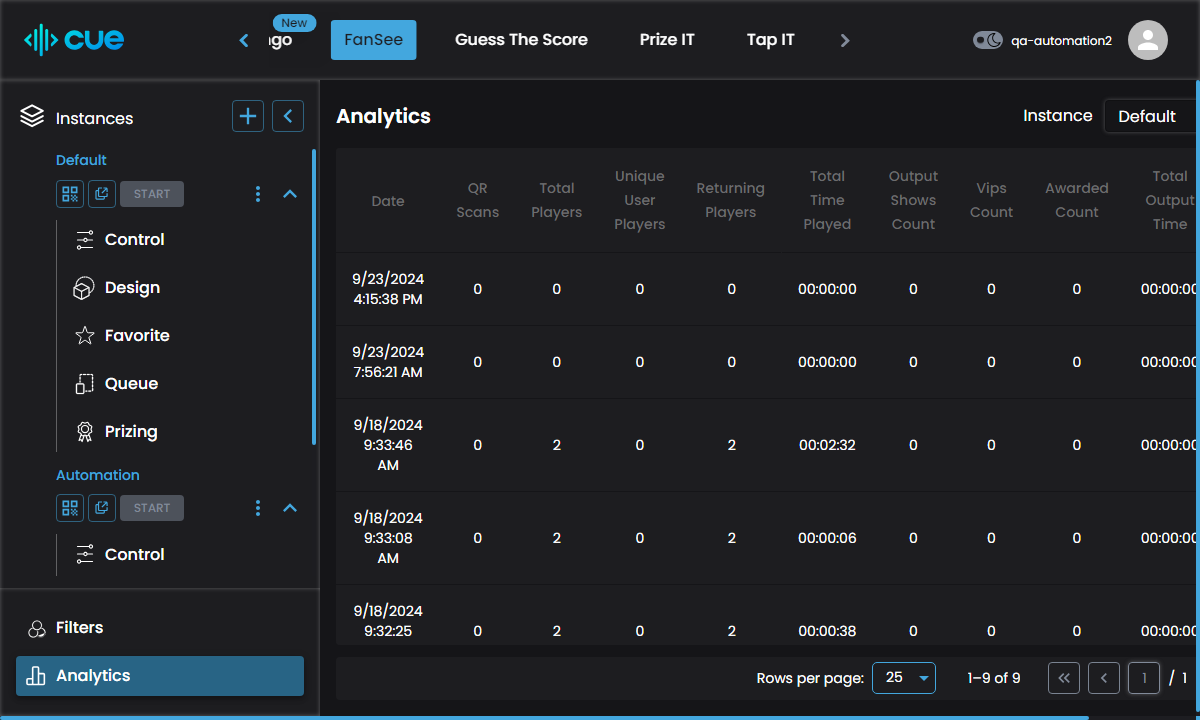 cue
New
ngo
FanSee
Guess The Score
Prize IT
Tap IT
qa-automation2
Instances
Default
START
Control
Design
Favorite
Queue
Prizing
Automation
START
Control
Filters
Analytics
Analytics
Instance
Default
Date
QR Scans
Total Players
Unique User Players
Returning Players
Total Time Played
Output Shows Count
Vips Count
Awarded Count
Total Output Time
9/23/2024 4:15:38 PM 0 0 0 0 00:00:00 0 0 0 00:00:00
9/23/2024 7:56:21 AM 0 0 0 0 00:00:00 0 0 0 00:00:00
9/18/2024 9:33:46 AM 0 2 0 2 00:02:32 0 0 0 00:00:00
9/18/2024 9:33:08 AM 0 2 0 2 00:00:06 0 0 0 00:00:00
9/18/2024 9:32:25 0 2 0 2 00:00:38 0 0 0 00:00:00
Rows per page: 25 1–9 of 9 1 / 1